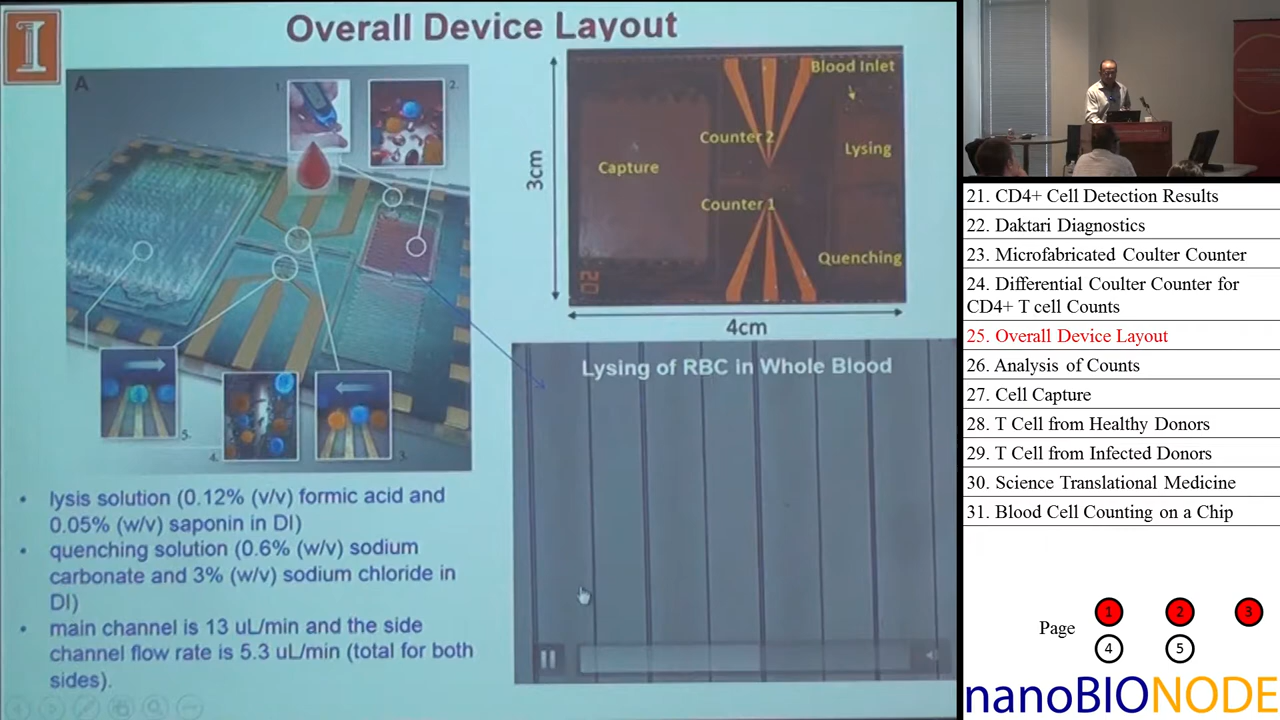 I
Overall Device Layout
A
1.
2.
5.
4.
3.
3cm
Blood Inlet
Counter 2
Lysing
Capture
Counter 1
Quenching
02
4cm
Lysing of RBC in Whole Blood
• lysis solution (0.12% (v/v) formic acid and
0.05% (w/v) saponin in DI)
• quenching solution (0.6% (w/v) sodium
carbonate and 3% (w/v) sodium chloride in
DI)
• main channel is 13 uL/min and the side
channel flow rate is 5.3 uL/min (total for both
sides).
21. CD4+ Cell Detection Results
22. Daktari Diagnostics
23. Microfabricated Coulter Counter
24. Differential Coulter Counter for
CD4+ T cell Counts
25. Overall Device Layout
26. Analysis of Counts
27. Cell Capture
28. T Cell from Healthy Donors
29. T Cell from Infected Donors
30. Science Translational Medicine
31. Blood Cell Counting on a Chip
Page
1 2 3
4 5
nanoBIONODE